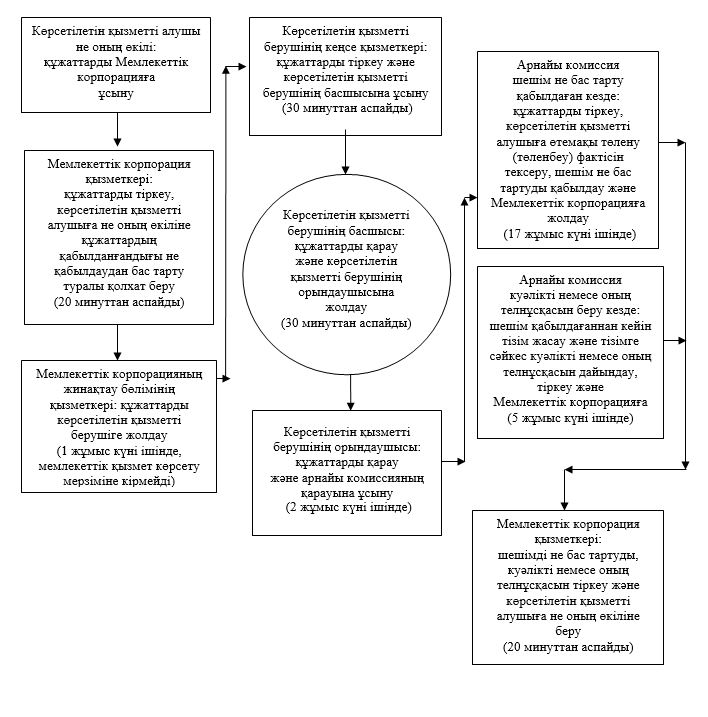 Көрсетілетін қызметті алушы
не оның өкілі:
құжаттарды Мемлекеттік
корпорацияға
ұсыну
Мемлекеттік корпорация
қызметкері:
құжаттарды тіркеу,
көрсетілетін қызметті
алушыға не оның өкіліне
құжаттардың
қабылданғандығы не
қабылдаудан бас тарту
туралы қолхат беру
(20 минуттан аспайды)
Мемлекеттік корпорацияның
жинақтау бөлімінің
қызметкері: құжаттарды
көрсетілетін қызметті
берушіге жолдау
(1 жұмыс күні ішінде,
мемлекеттік қызмет көрсету
мерзіміне кірмейді)
Көрсетілетін қызметті
берушінің кеңсе қызметкері:
құжаттарды тіркеу және
көрсетілетін қызметті
берушінің басшысына ұсыну
(30 минуттан аспайды)
Көрсетілетін қызметті
берушінің басшысы:
құжаттарды қарау
және көрсетілетін
қызметті берушінің
орындаушысына
жолдау
(30 минуттан аспайды)
Көрсетілетін қызметті
берушінің орындаушысы:
құжаттарды қарау
және арнайы комиссияның
қарауына ұсыну
(2 жұмыс күні ішінде)
Арнайы комиссия
шешім не бас тарту
қабылдаған кезде:
құжаттарды тіркеу,
көрсетілетін қызметті
алушыға өтемақы төлену
(төленбеу) фактісін
тексеру, шешім не бас
тартуды қабылдау және
Мемлекеттік корпорацияға
жолдау
(17 жұмыс күні ішінде)
Арнайы комиссия
куәлікті немесе оның
телнұсқасын беру кезде:
шешім қабылдағаннан кейін
тізім жасау және тізімге
сәйкес куәлікті немесе оның
телнұсқасын дайындау,
тіркеу және
Мемлекеттік корпорацияға
(5 жұмыс күні ішінде)
Мемлекеттік корпорация
қызметкері:
шешімді не бас тартуды,
куәлікті немесе оның
телнұсқасын тіркеу және
көрсетілетін қызметті
алушыға не оның өкіліне
беру
(20 минуттан аспайды)